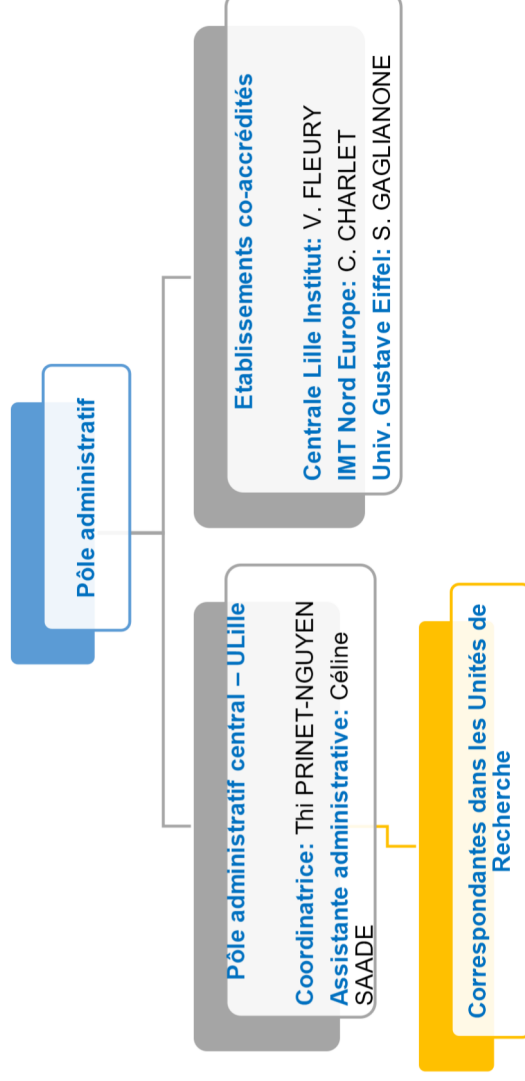 Pôle administratif
Pôle administratif central – ULille
Coordinatrice: Thi PRINET-NGUYEN
Assistante administrative: Céline
SAADE
Etablissements co-accrédités
Centrale Lille Institut: V. FLEURY
IMT Nord Europe: C. CHARLET
Univ. Gustave Eiffel: S. GAGLIANONE
Correspondantes dans les Unités de
Recherche